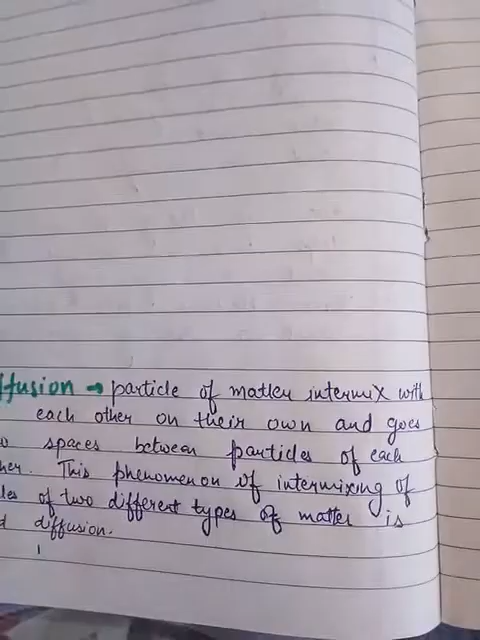 ffusion → particle of matter intermix with
each other on their own and goes
spaces between particles of each
her. This phenomenon of intermixing of
les of two different types of matter is
d diffusion.